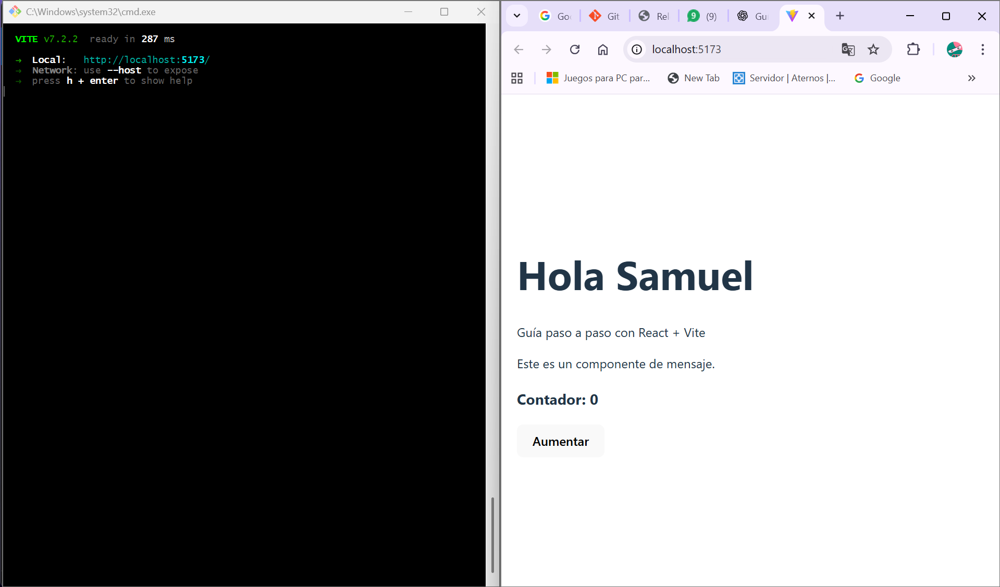 C:\Windows\system32\cmd.exe
VITE v7.2.2 ready in 287 ms
➜ Local: http://localhost:5173/
➜ Network: use --host to expose
➜ press h + enter to show help
Git
Rel
9 (9)
localhost:5173
Juegos para PC par... New Tab Servidor | Aternos |... Google
Hola Samuel
Guía paso a paso con React + Vite
Este es un componente de mensaje.
Contador: 0
Aumentar